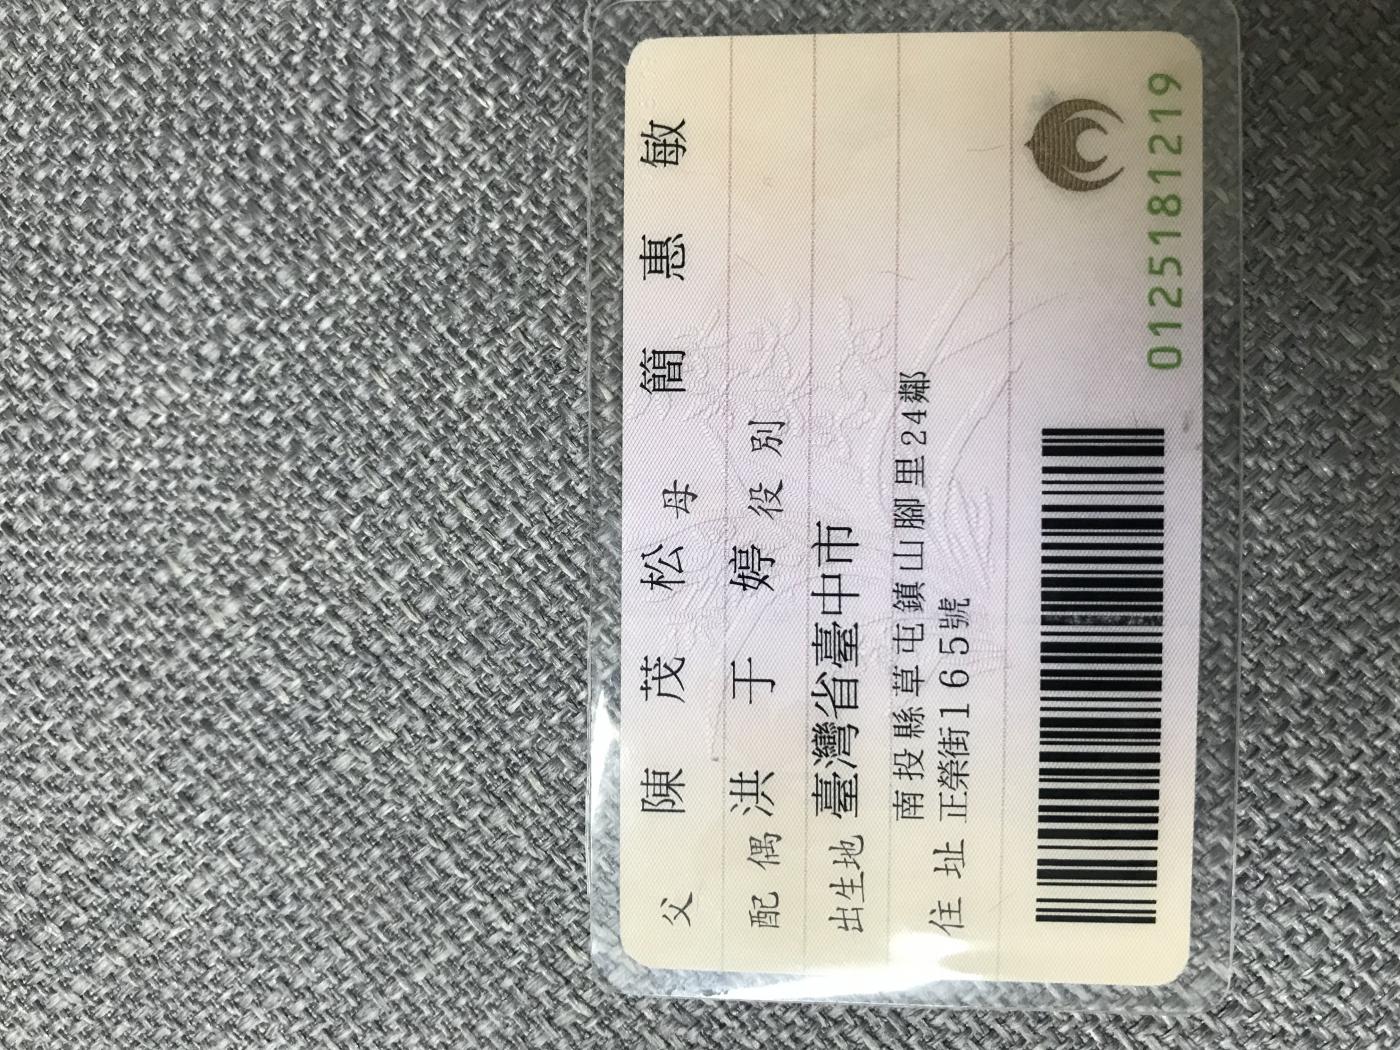 父 陳茂松 母 簡惠敏
配偶 洪于婷 役別
出生地 臺灣省臺中市
住址 南投縣草屯鎮山腳里24鄰
正榮街165號
0125181219